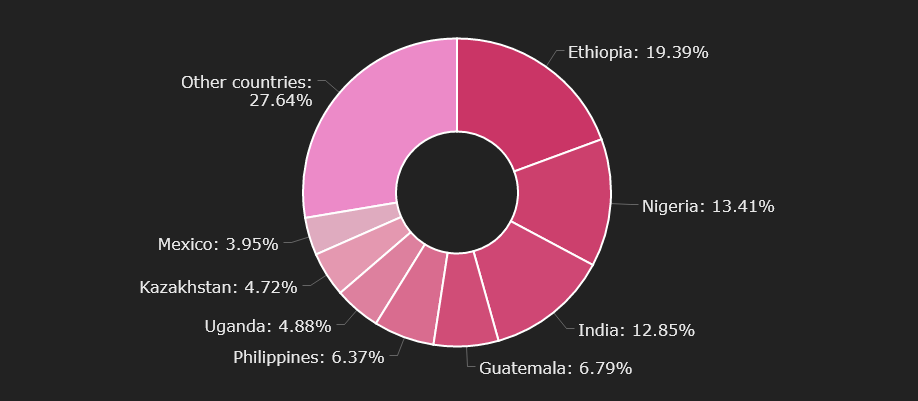 Ethiopia: 19.39%
Other countries:
27.64%
Nigeria: 13.41%
Mexico: 3.95%
Kazakhstan: 4.72%
Uganda: 4.88%
India: 12.85%
Philippines: 6.37%
Guatemala: 6.79%